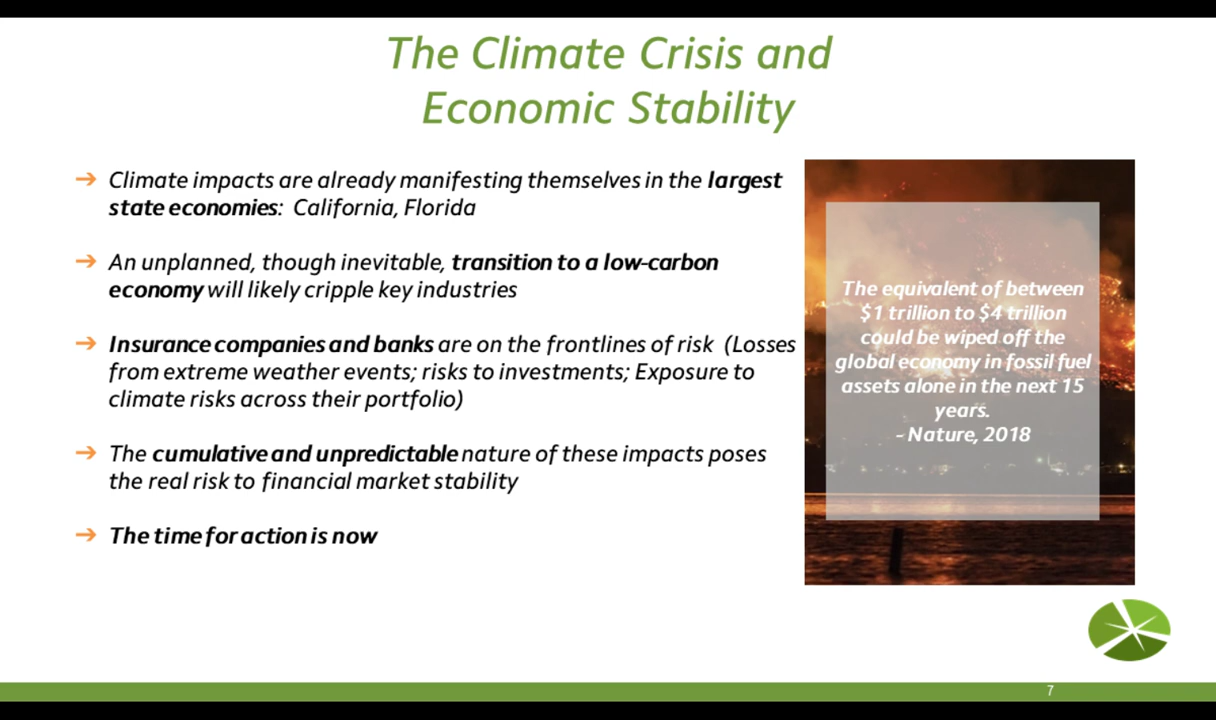 The Climate Crisis and
Economic Stability
➔ Climate impacts are already manifesting themselves in the largest
state economies: California, Florida
➔ An unplanned, though inevitable, transition to a low-carbon
economy will likely cripple key industries
➔ Insurance companies and banks are on the frontlines of risk (Losses
from extreme weather events; risks to investments; Exposure to
climate risks across their portfolio)
➔ The cumulative and unpredictable nature of these impacts poses
the real risk to financial market stability
➔ The time for action is now
The equivalent of between
$1 trillion to $4 trillion
could be wiped off the
global economy in fossil fuel
assets alone in the next 15
years.
- Nature, 2018
7